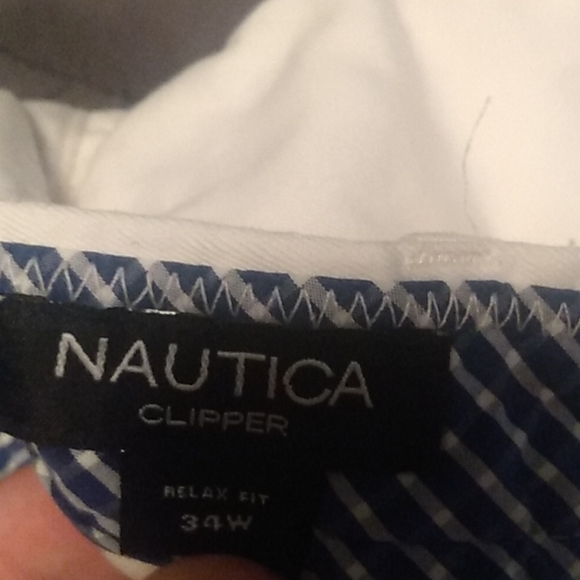 NAUTICA
CLIPPER
RELAX FIT
34W